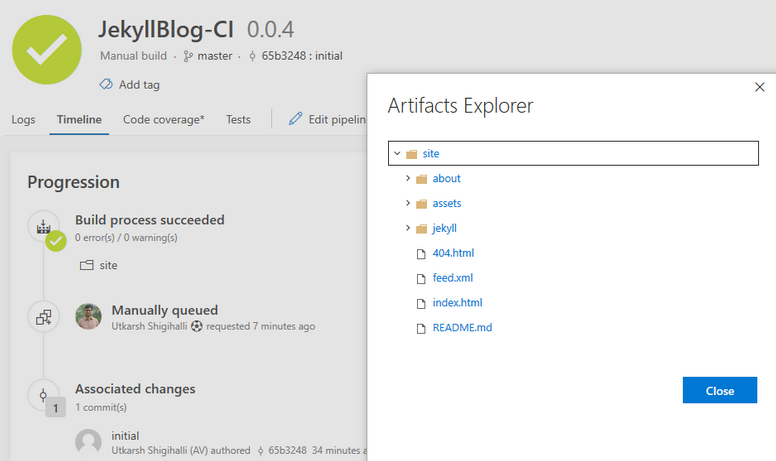 JekyllBlog-CI 0.0.4
Manual build · master · 65b3248 : initial
Add tag
Logs Timeline Code coverage* Tests Edit pipelin
Progression
Build process succeeded
0 error(s) / 0 warning(s)
site
Manually queued
Utkarsh Shigihalli ⚽ requested 7 minutes ago
Associated changes
1
1 commit(s)
initial
Utkarsh Shigihalli (AV) authored 65b3248 34 minutes a
Artifacts Explorer
site
about
assets
jekyll
404.html
feed.xml
index.html
README.md
Close